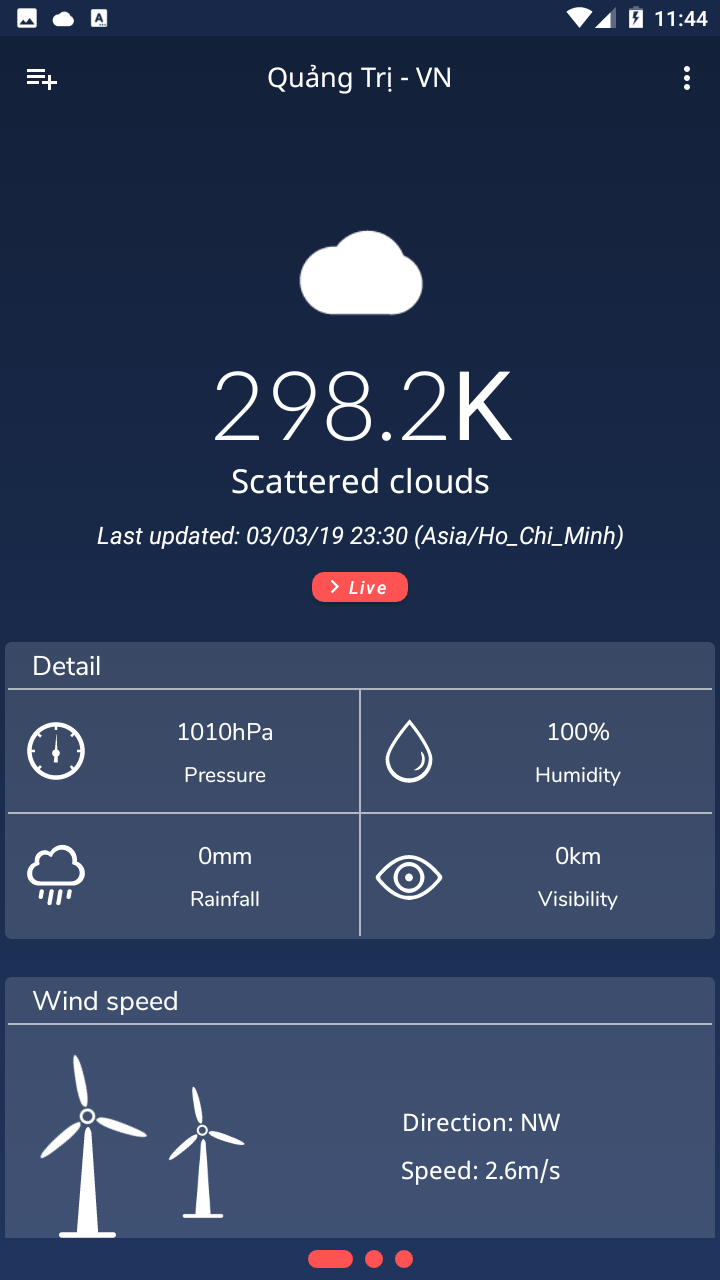 11:44
Quảng Trị - VN
298.2K
Scattered clouds
Last updated: 03/03/19 23:30 (Asia/Ho_Chi_Minh)
Live
Detail
1010hPa
Pressure
100%
Humidity
0mm
Rainfall
0km
Visibility
Wind speed
Direction: NW
Speed: 2.6m/s